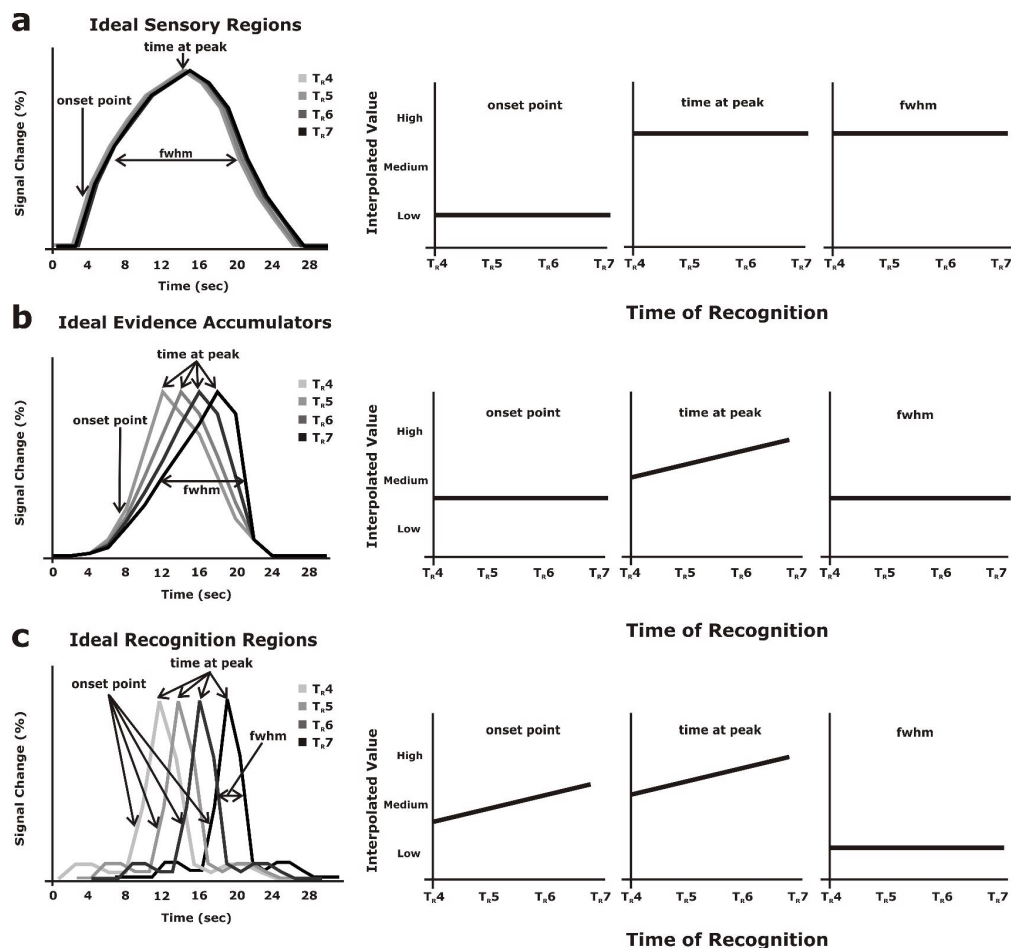 a
Ideal Sensory Regions
time at peak
onset point
fwhm
TR4
TR5
TR6
TR7
Signal Change (%)
0 4 8 12 16 20 24 28
Time (sec)
Interpolated Value
High
Medium
Low
onset point
time at peak
fwhm
TR4 TR5 TR6 TR7
TR4 TR5 TR6 TR7
TR4 TR5 TR6 TR7
Time of Recognition
b
Ideal Evidence Accumulators
time at peak
onset point
fwhm
TR4
TR5
TR6
TR7
Signal Change (%)
0 4 8 12 16 20 24 28
Time (sec)
Interpolated Value
High
Medium
Low
onset point
time at peak
fwhm
TR4 TR5 TR6 TR7
TR4 TR5 TR6 TR7
TR4 TR5 TR6 TR7
Time of Recognition
c
Ideal Recognition Regions
time at peak
onset point
fwhm
TR4
TR5
TR6
TR7
Signal Change (%)
0 4 8 12 16 20 24 28
Time (sec)
Interpolated Value
High
Medium
Low
onset point
time at peak
fwhm
TR4 TR5 TR6 TR7
TR4 TR5 TR6 TR7
TR4 TR5 TR6 TR7
Time of Recognition